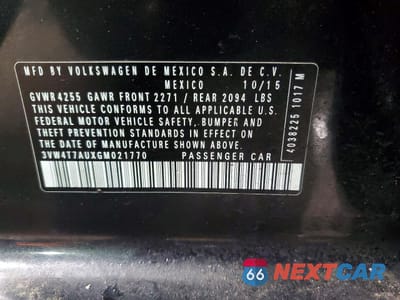 MFD BY VOLKSWAGEN DE MEXICO S.A. DE C.V.
MEXICO 10/15
GVWR4255 GAWR FRONT 2271 / REAR 2094 LBS
THIS VEHICLE CONFORMS TO ALL APPLICABLE U.S.
FEDERAL MOTOR VEHICLE SAFETY, BUMPER AND
THEFT PREVENTION STANDARDS IN EFFECT ON
THE DATE OF MANUFACTURE SHOWN ABOVE.
3VW4T7AUXGM021770 PASSENGER CAR
4038225 1017 M
66 NEXTCAR